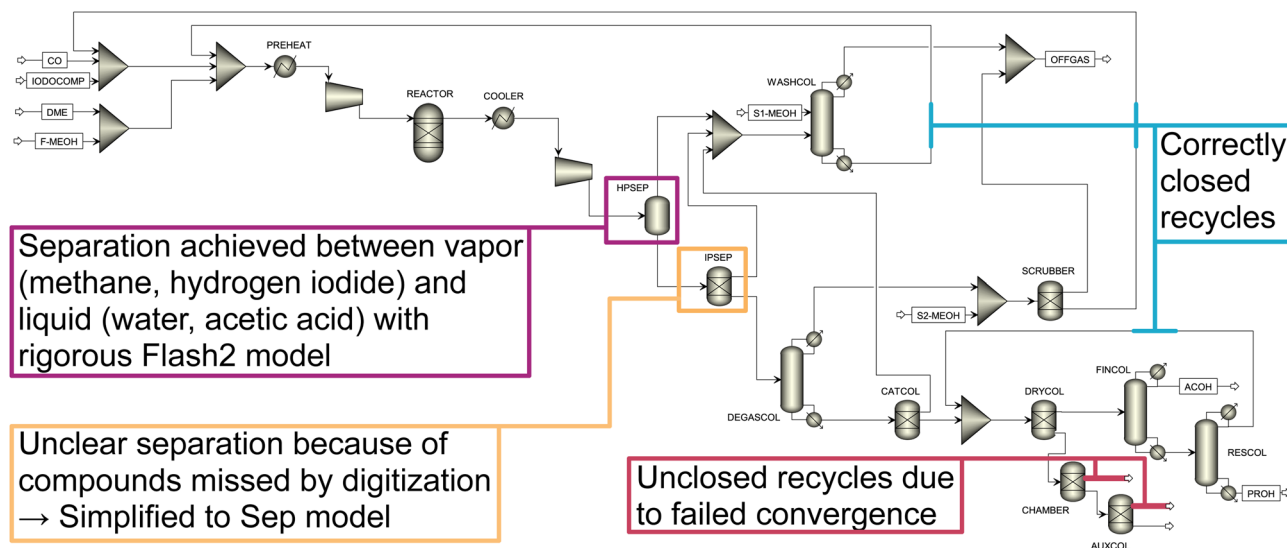 PREHEAT
CO
IODOCOMP
DME
F-MEOH
REACTOR
COOLER
WASHCOL
S1-MEOH
OFFGAS
Correctly
closed
recycles
HPSEP
Separation achieved between vapor
(methane, hydrogen iodide) and
liquid (water, acetic acid) with
rigorous Flash2 model
IPSEP
SCRUBBER
S2-MEOH
Unclear separation because of
compounds missed by digitization
→ Simplified to Sep model
DEGASCOL
CATCOL
DRYCOL
FINCOL
ACOH
RESCOL
PROH
Unclosed recycles due
to failed convergence
CHAMBER
AUXCOL